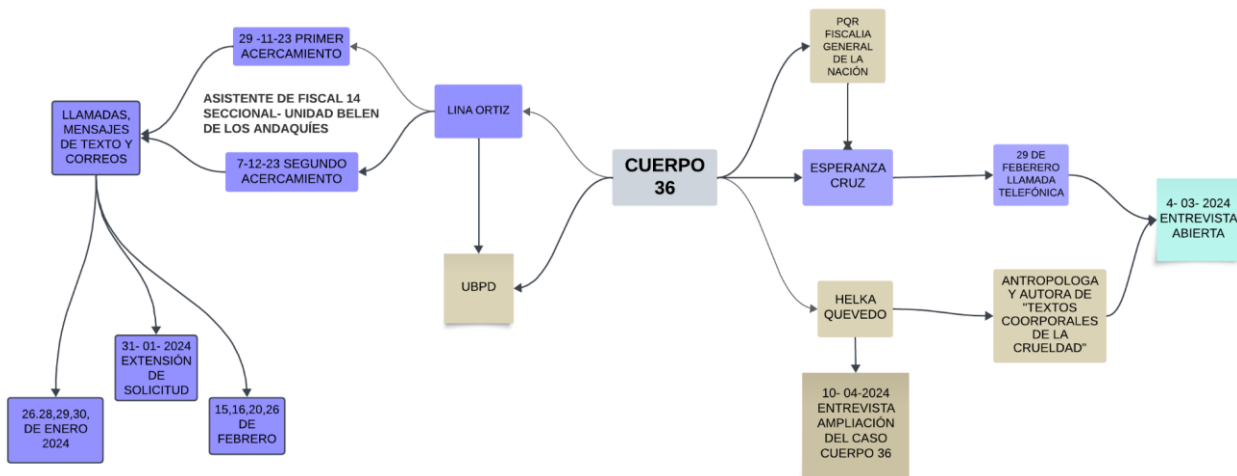 29 -11-23 PRIMER
ACERCAMIENTO
ASISTENTE DE FISCAL 14
SECCIONAL- UNIDAD BELEN
DE LOS ANDAQUÍES
7-12-23 SEGUNDO
ACERCAMIENTO
LLAMADAS,
MENSAJES
DE TEXTO Y
CORREOS
LINA ORTIZ
UBPD
31- 01- 2024
EXTENSIÓN
DE
SOLICITUD
26.28,29,30,
DE ENERO
2024
15,16,20,26
DE
FEBRERO
CUERPO
36
PQR
FISCALIA
GENERAL
DE LA
NACIÓN
ESPERANZA
CRUZ
29 DE
FEBERERO
LLAMADA
TELEFÓNICA
4- 03- 2024
ENTREVISTA
ABIERTA
HELKA
QUEVEDO
ANTROPOLOGA
Y AUTORA DE
"TEXTOS
COORPORALES
DE LA
CRUELDAD"
10- 04-2024
ENTREVISTA
AMPLIACIÓN
DEL CASO
CUERPO 36